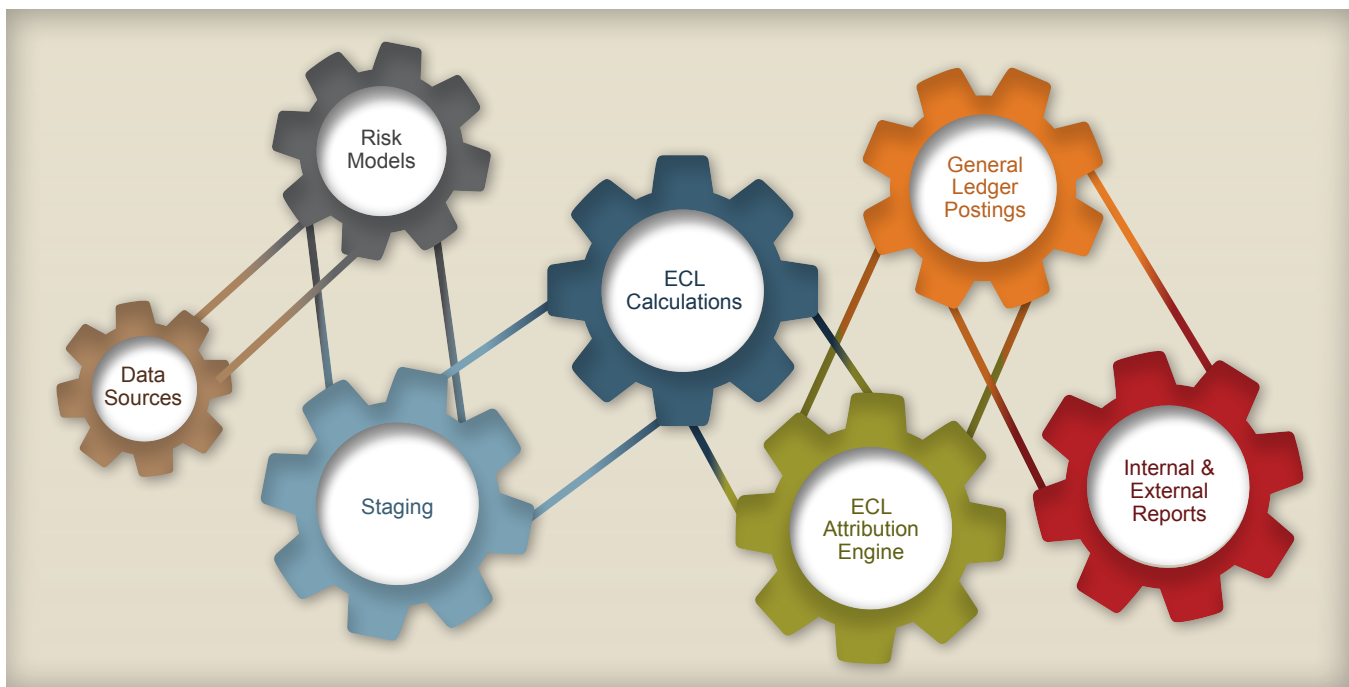 Data
Sources
Risk
Models
Staging
ECL
Calculations
ECL
Attribution
Engine
General
Ledger
Postings
Internal &
External
Reports